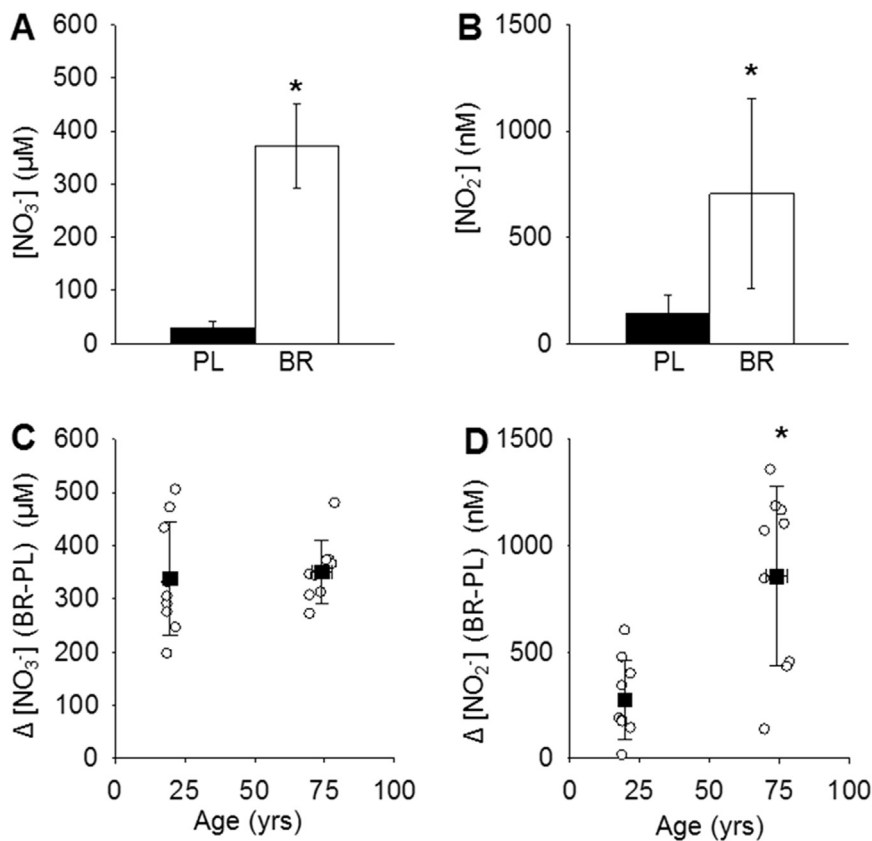 A
600
500
400
300
200
100
0
[NO₃⁻] (μM)
*
PL BR
B
1500
1000
500
0
[NO₂⁻] (nM)
*
PL BR
C
600
500
400
300
200
100
0
Δ [NO₃⁻] (BR-PL) (μM)
0 25 50 75 100
Age (yrs)
D
1500
1000
500
0
Δ [NO₂⁻] (BR-PL) (nM)
*
0 25 50 75 100
Age (yrs)